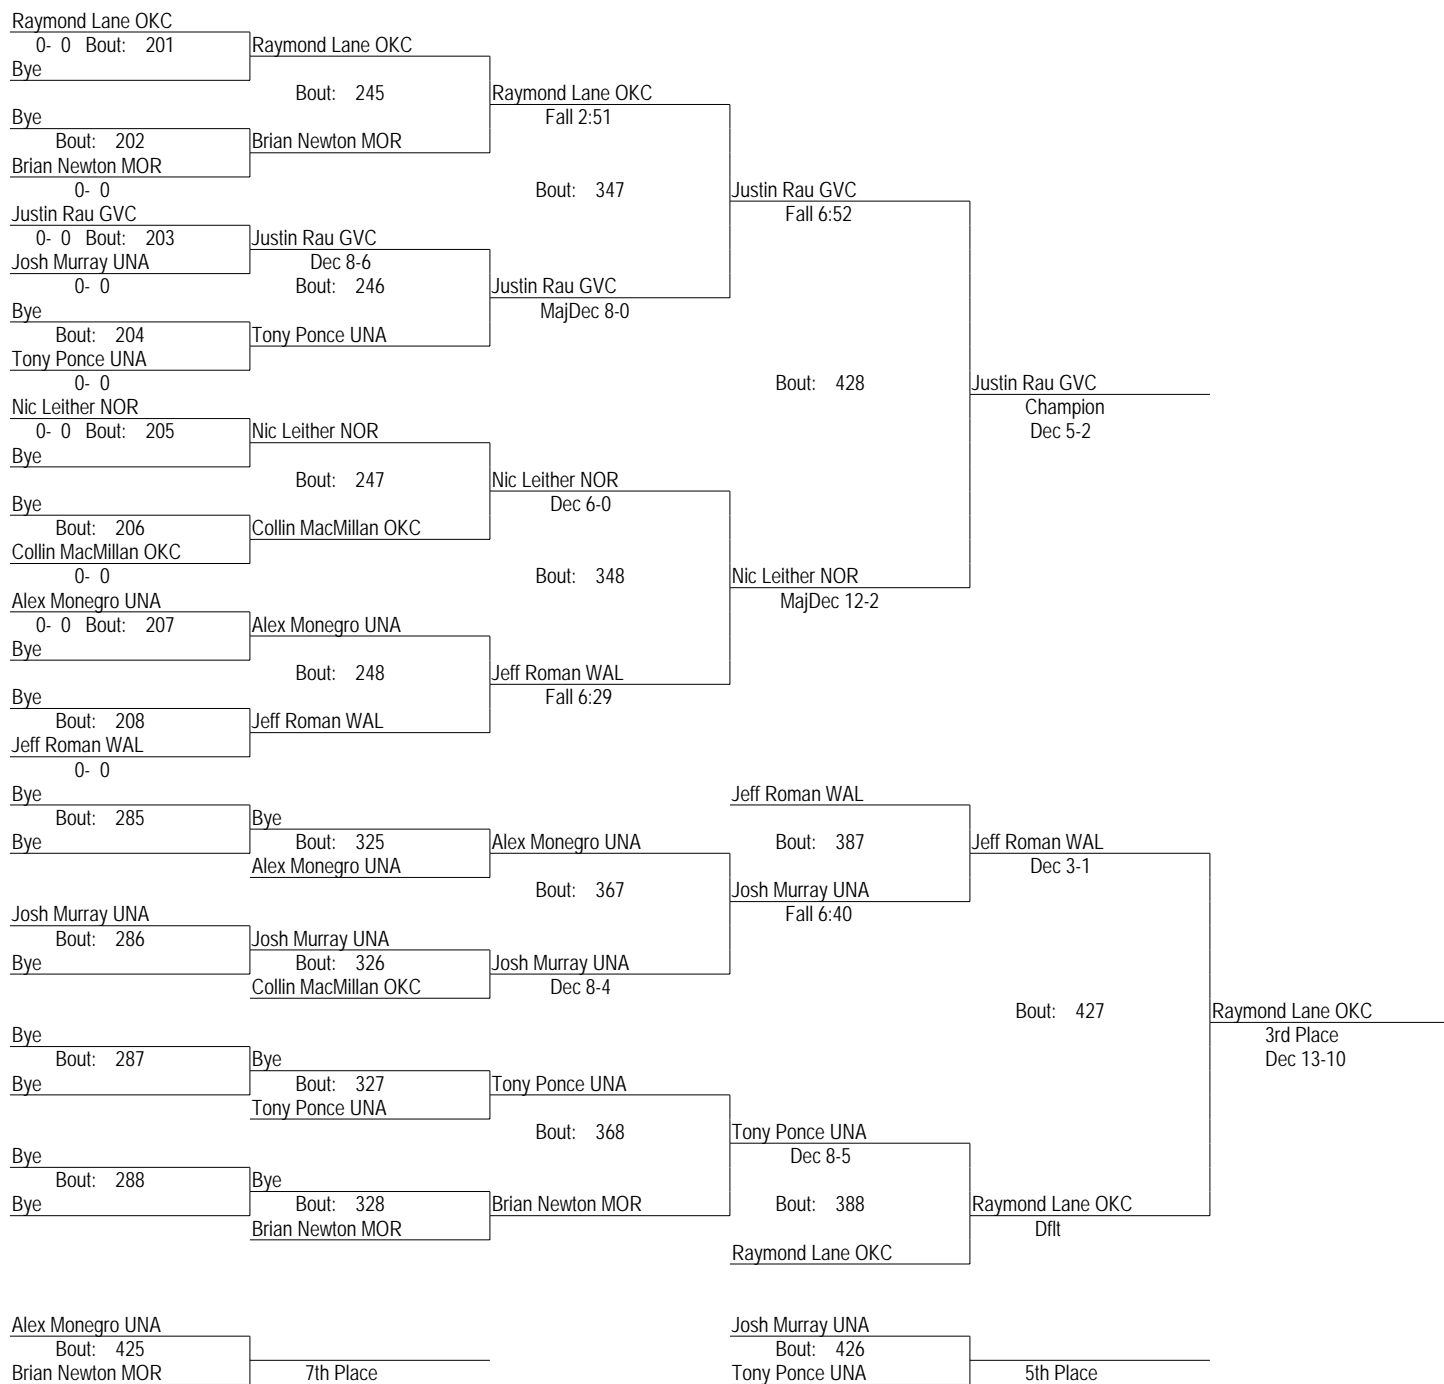 Raymond Lane OKC
0- 0 Bout: 201 Raymond Lane OKC
Bye
Bout: 245 Raymond Lane OKC
Bye Fall 2:51
Bout: 202 Brian Newton MOR
Brian Newton MOR
0- 0 Bout: 347 Justin Rau GVC
Justin Rau GVC Fall 6:52
0- 0 Bout: 203 Justin Rau GVC
Josh Murray UNA Dec 8-6
0- 0 Bout: 246 Justin Rau GVC
Bye MajDec 8-0
Bout: 204 Tony Ponce UNA
Tony Ponce UNA
0- 0 Bout: 428 Justin Rau GVC
Nic Leither NOR Champion
0- 0 Bout: 205 Nic Leither NOR Dec 5-2
Bye
Bout: 247 Nic Leither NOR
Bye Dec 6-0
Bout: 206 Collin MacMillan OKC
Collin MacMillan OKC
0- 0 Bout: 348 Nic Leither NOR
Alex Monegro UNA MajDec 12-2
0- 0 Bout: 207 Alex Monegro UNA
Bye
Bout: 248 Jeff Roman WAL
Bye Fall 6:29
Bout: 208 Jeff Roman WAL
Jeff Roman WAL
0- 0
Bye Jeff Roman WAL
Bout: 285 Bye
Bye Bout: 325 Alex Monegro UNA Bout: 387 Jeff Roman WAL
Alex Monegro UNA Dec 3-1
Bout: 367 Josh Murray UNA
Josh Murray UNA Fall 6:40
Bout: 286 Josh Murray UNA
Bye Bout: 326 Josh Murray UNA
Collin MacMillan OKC Dec 8-4
Bout: 427 Raymond Lane OKC
Bye 3rd Place
Bout: 287 Bye Dec 13-10
Bye Bout: 327 Tony Ponce UNA
Tony Ponce UNA
Bout: 368 Tony Ponce UNA
Bye Dec 8-5
Bout: 288 Bye
Bye Bout: 328 Brian Newton MOR Bout: 388 Raymond Lane OKC
Brian Newton MOR Dflt
Raymond Lane OKC
Alex Monegro UNA Josh Murray UNA
Bout: 425 Bout: 426
Brian Newton MOR 7th Place Tony Ponce UNA 5th Place